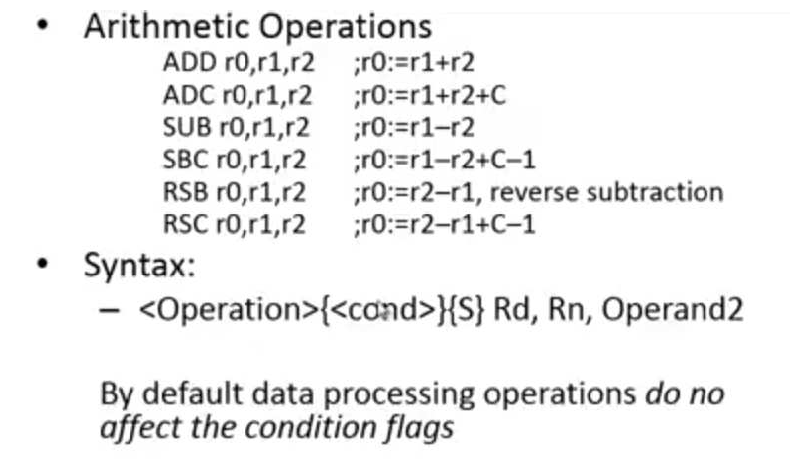 • Arithmetic Operations
ADD r0,r1,r2 ;r0:=r1+r2
ADC r0,r1,r2 ;r0:=r1+r2+C
SUB r0,r1,r2 ;r0:=r1–r2
SBC r0,r1,r2 ;r0:=r1–r2+C–1
RSB r0,r1,r2 ;r0:=r2–r1, reverse subtraction
RSC r0,r1,r2 ;r0:=r2–r1+C–1
• Syntax:
– <Operation>{<cond>}{S} Rd, Rn, Operand2
By default data processing operations do no
affect the condition flags